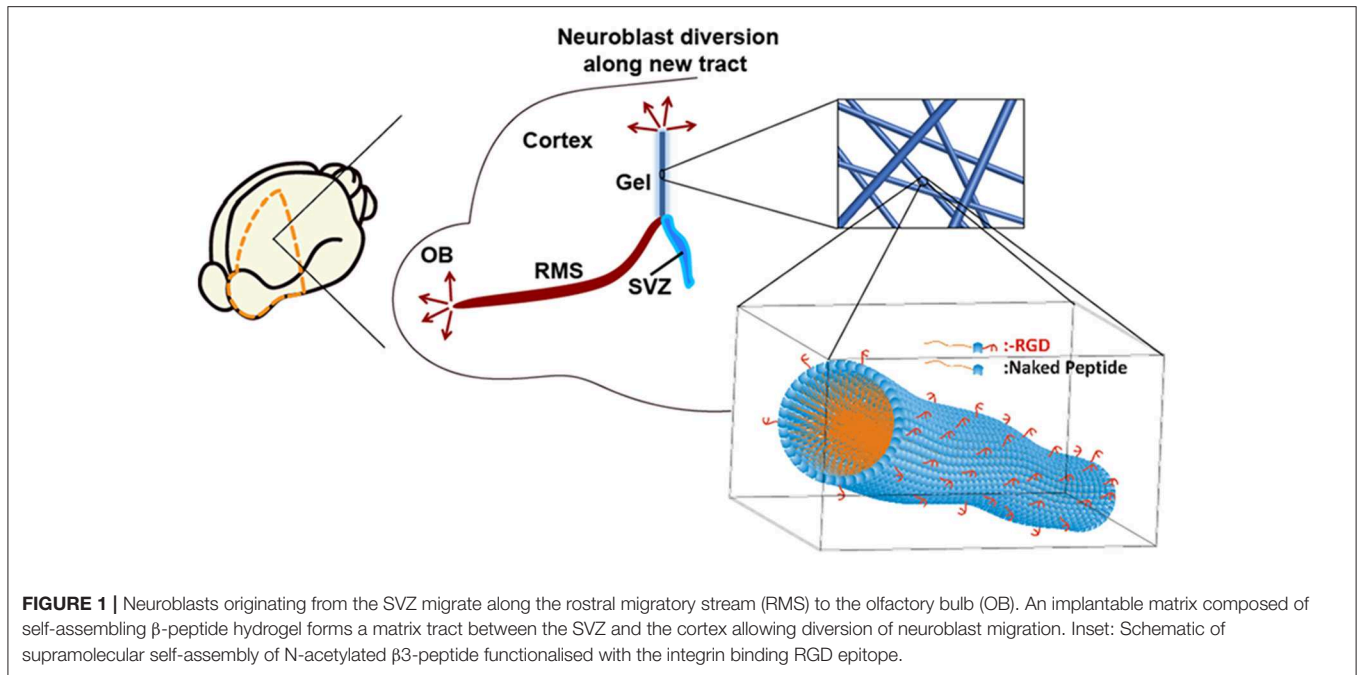 Neuroblast diversion
along new tract
Cortex
Gel
OB
RMS
SVZ
:-RGD
:Naked Peptide
FIGURE 1 | Neuroblasts originating from the SVZ migrate along the rostral migratory stream (RMS) to the olfactory bulb (OB). An implantable matrix composed of
self-assembling β-peptide hydrogel forms a matrix tract between the SVZ and the cortex allowing diversion of neuroblast migration. Inset: Schematic of
supramolecular self-assembly of N-acetylated β3-peptide functionalised with the integrin binding RGD epitope.